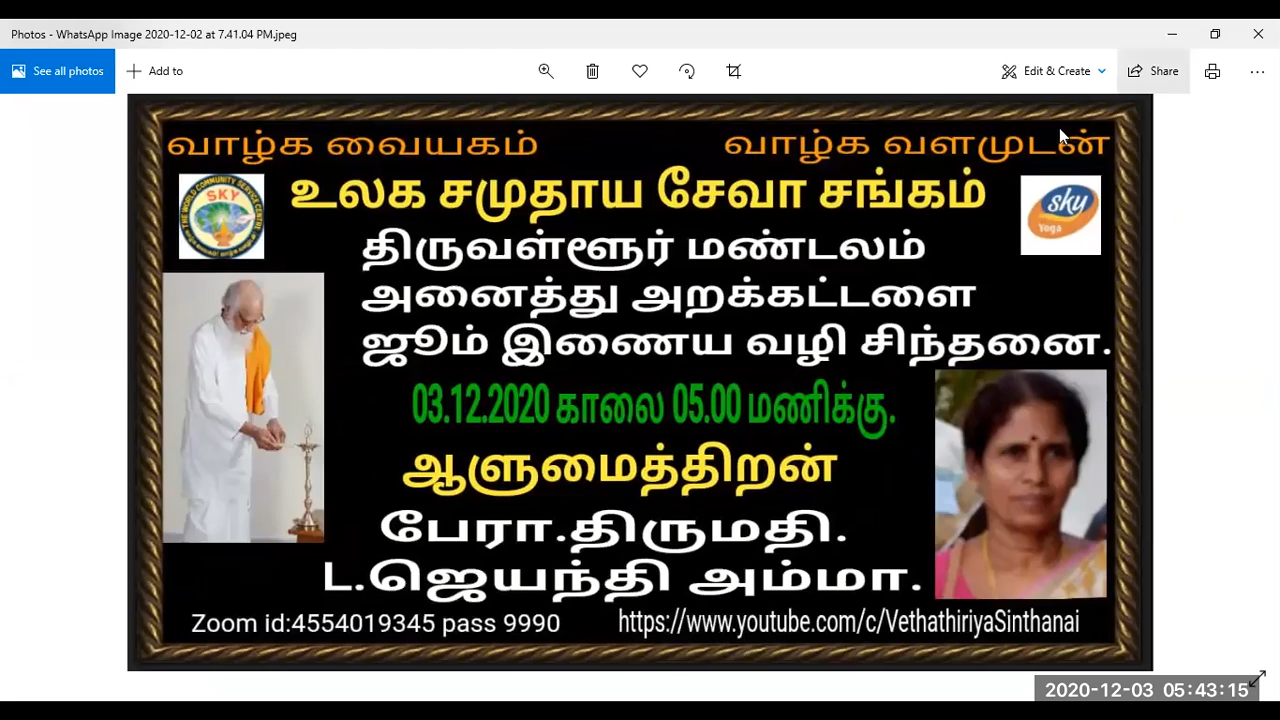 Photos - WhatsApp Image 2020-12-02 at 7.41.04 PM.jpeg
See all photos
Add to
Edit & Create
Share
வாழ்க வையகம்
வாழ்க வளமுடன்
உலக சமுதாய சேவா சங்கம்
SKY
sky
Yoga
திருவள்ளூர் மண்டலம்
அனைத்து அறக்கட்டளை
ஜூம் இணைய வழி சிந்தனை.
03.12.2020 காலை 05.00 மணிக்கு.
ஆளுமைத்திறன்
பேரா.திருமதி.
L.ஜெயந்தி அம்மா.
Zoom id:4554019345 pass 9990
https://www.youtube.com/c/VethathiriyaSinthanai
2020-12-03 05:43:15